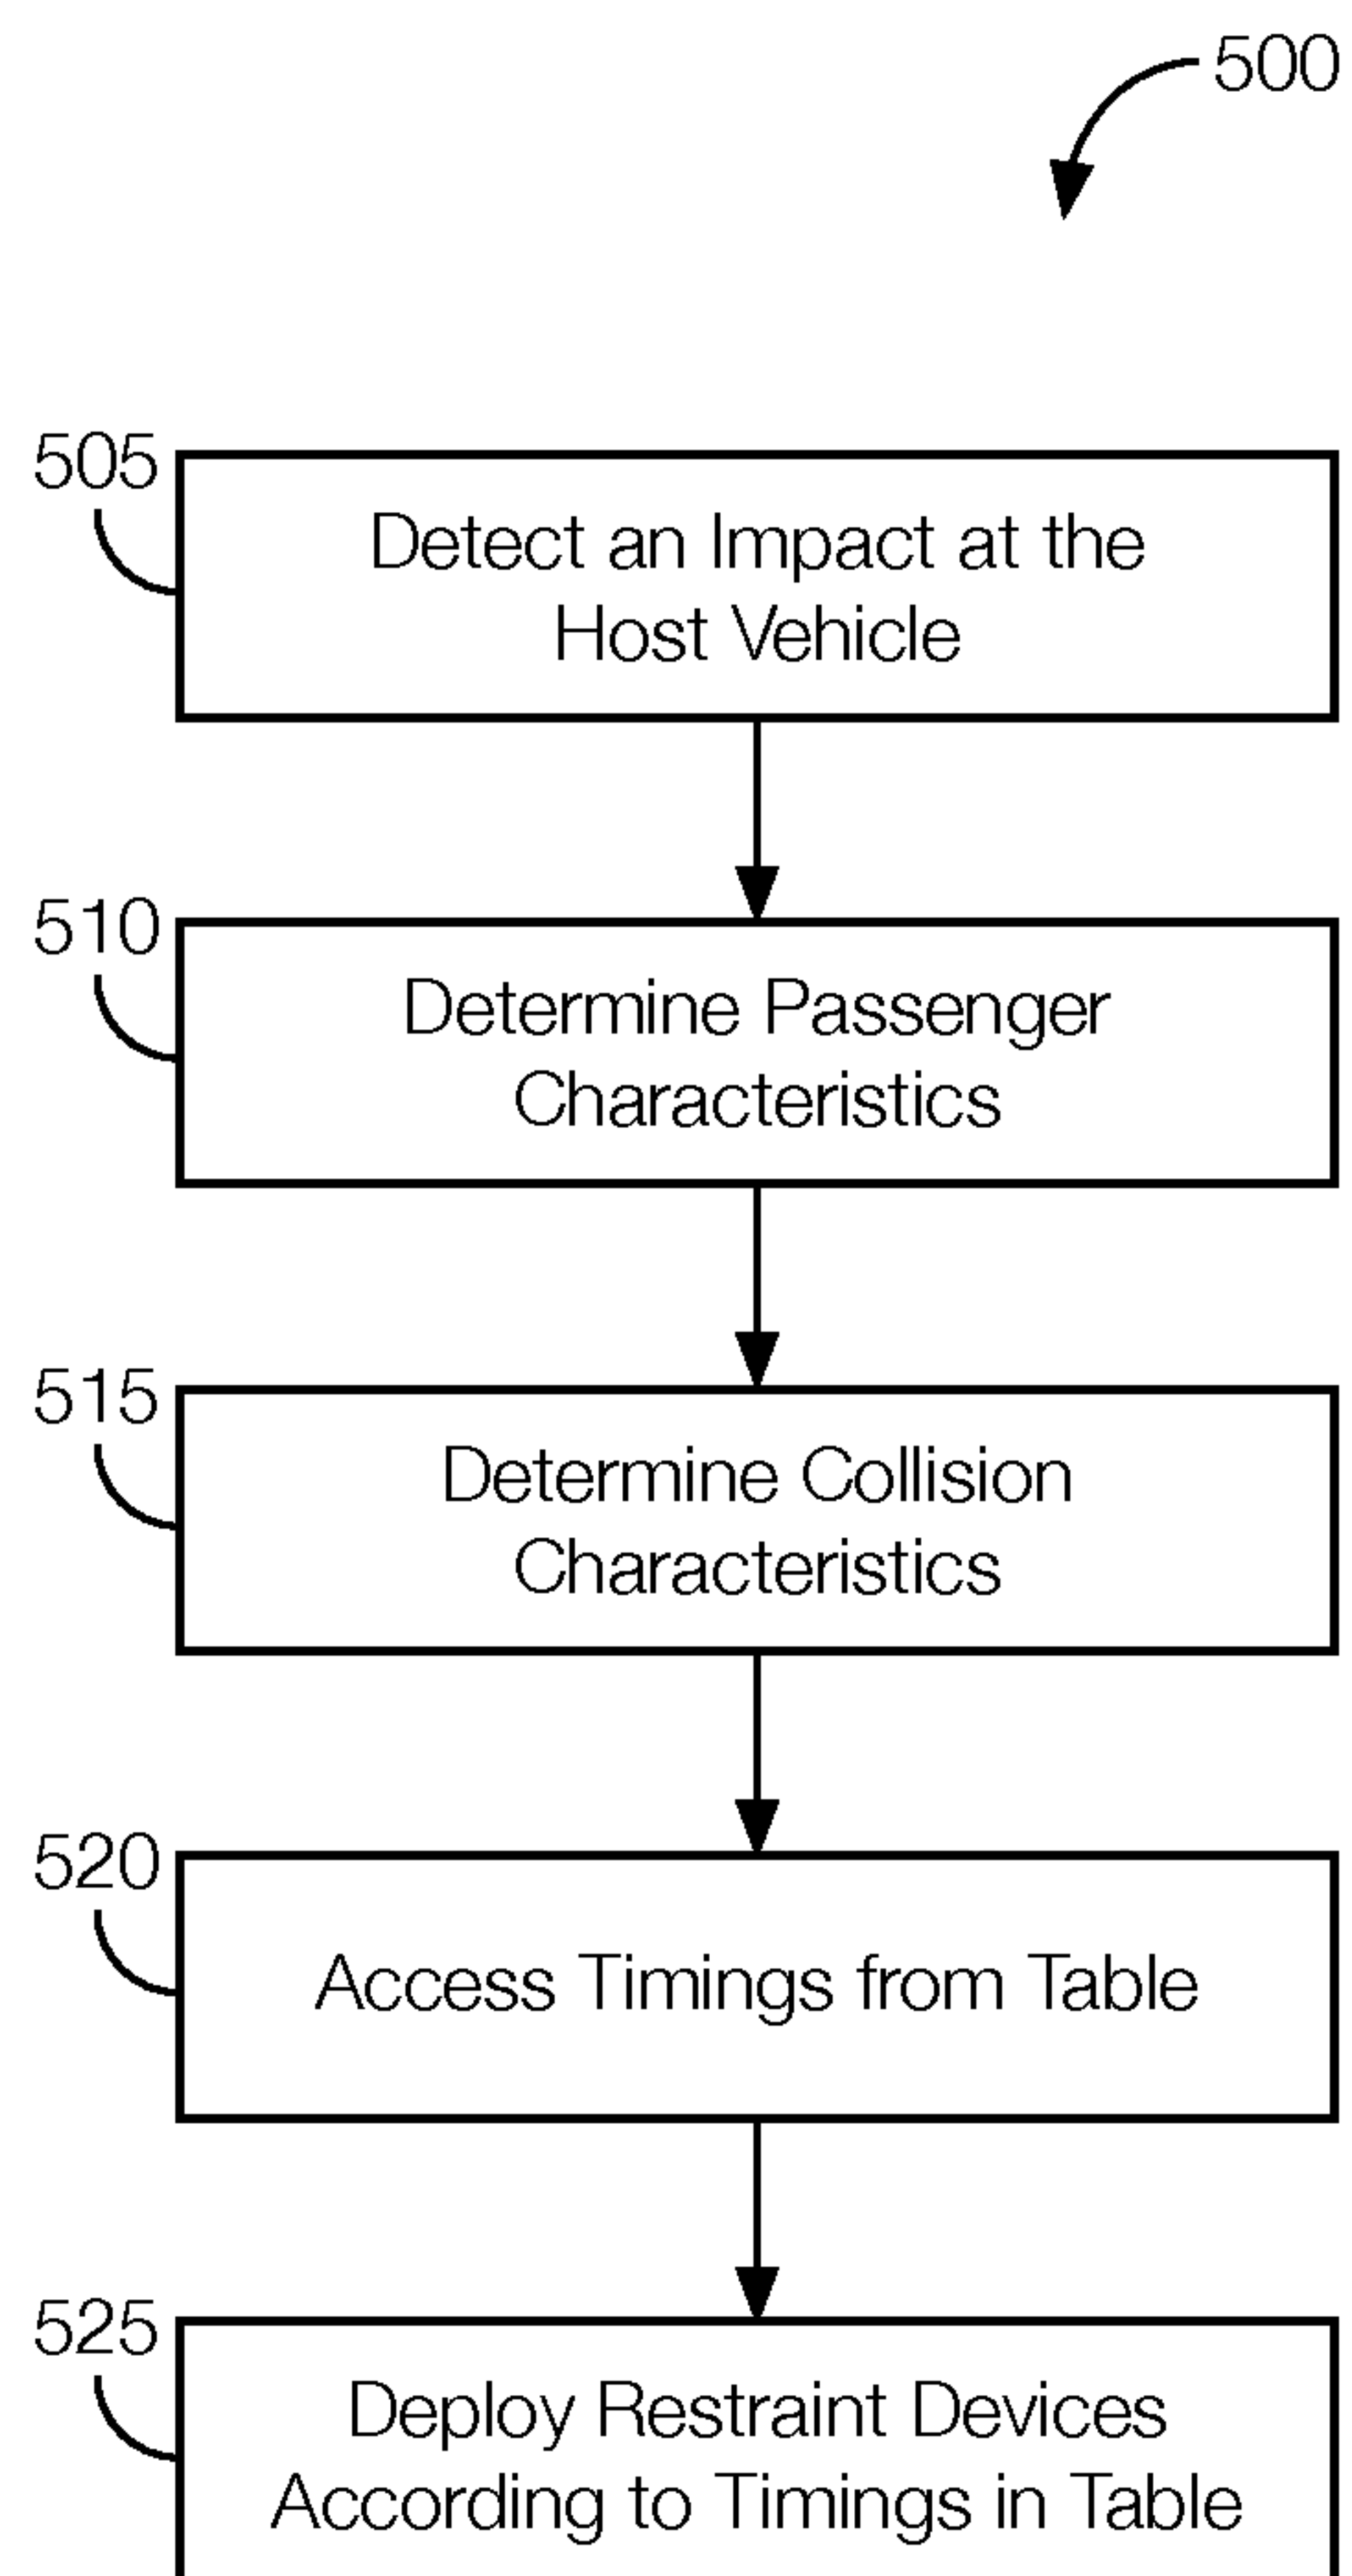 500
505
Detect an Impact at the
Host Vehicle
510
Determine Passenger
Characteristics
515
Determine Collision
Characteristics
520
Access Timings from Table
525
Deploy Restraint Devices
According to Timings in Table